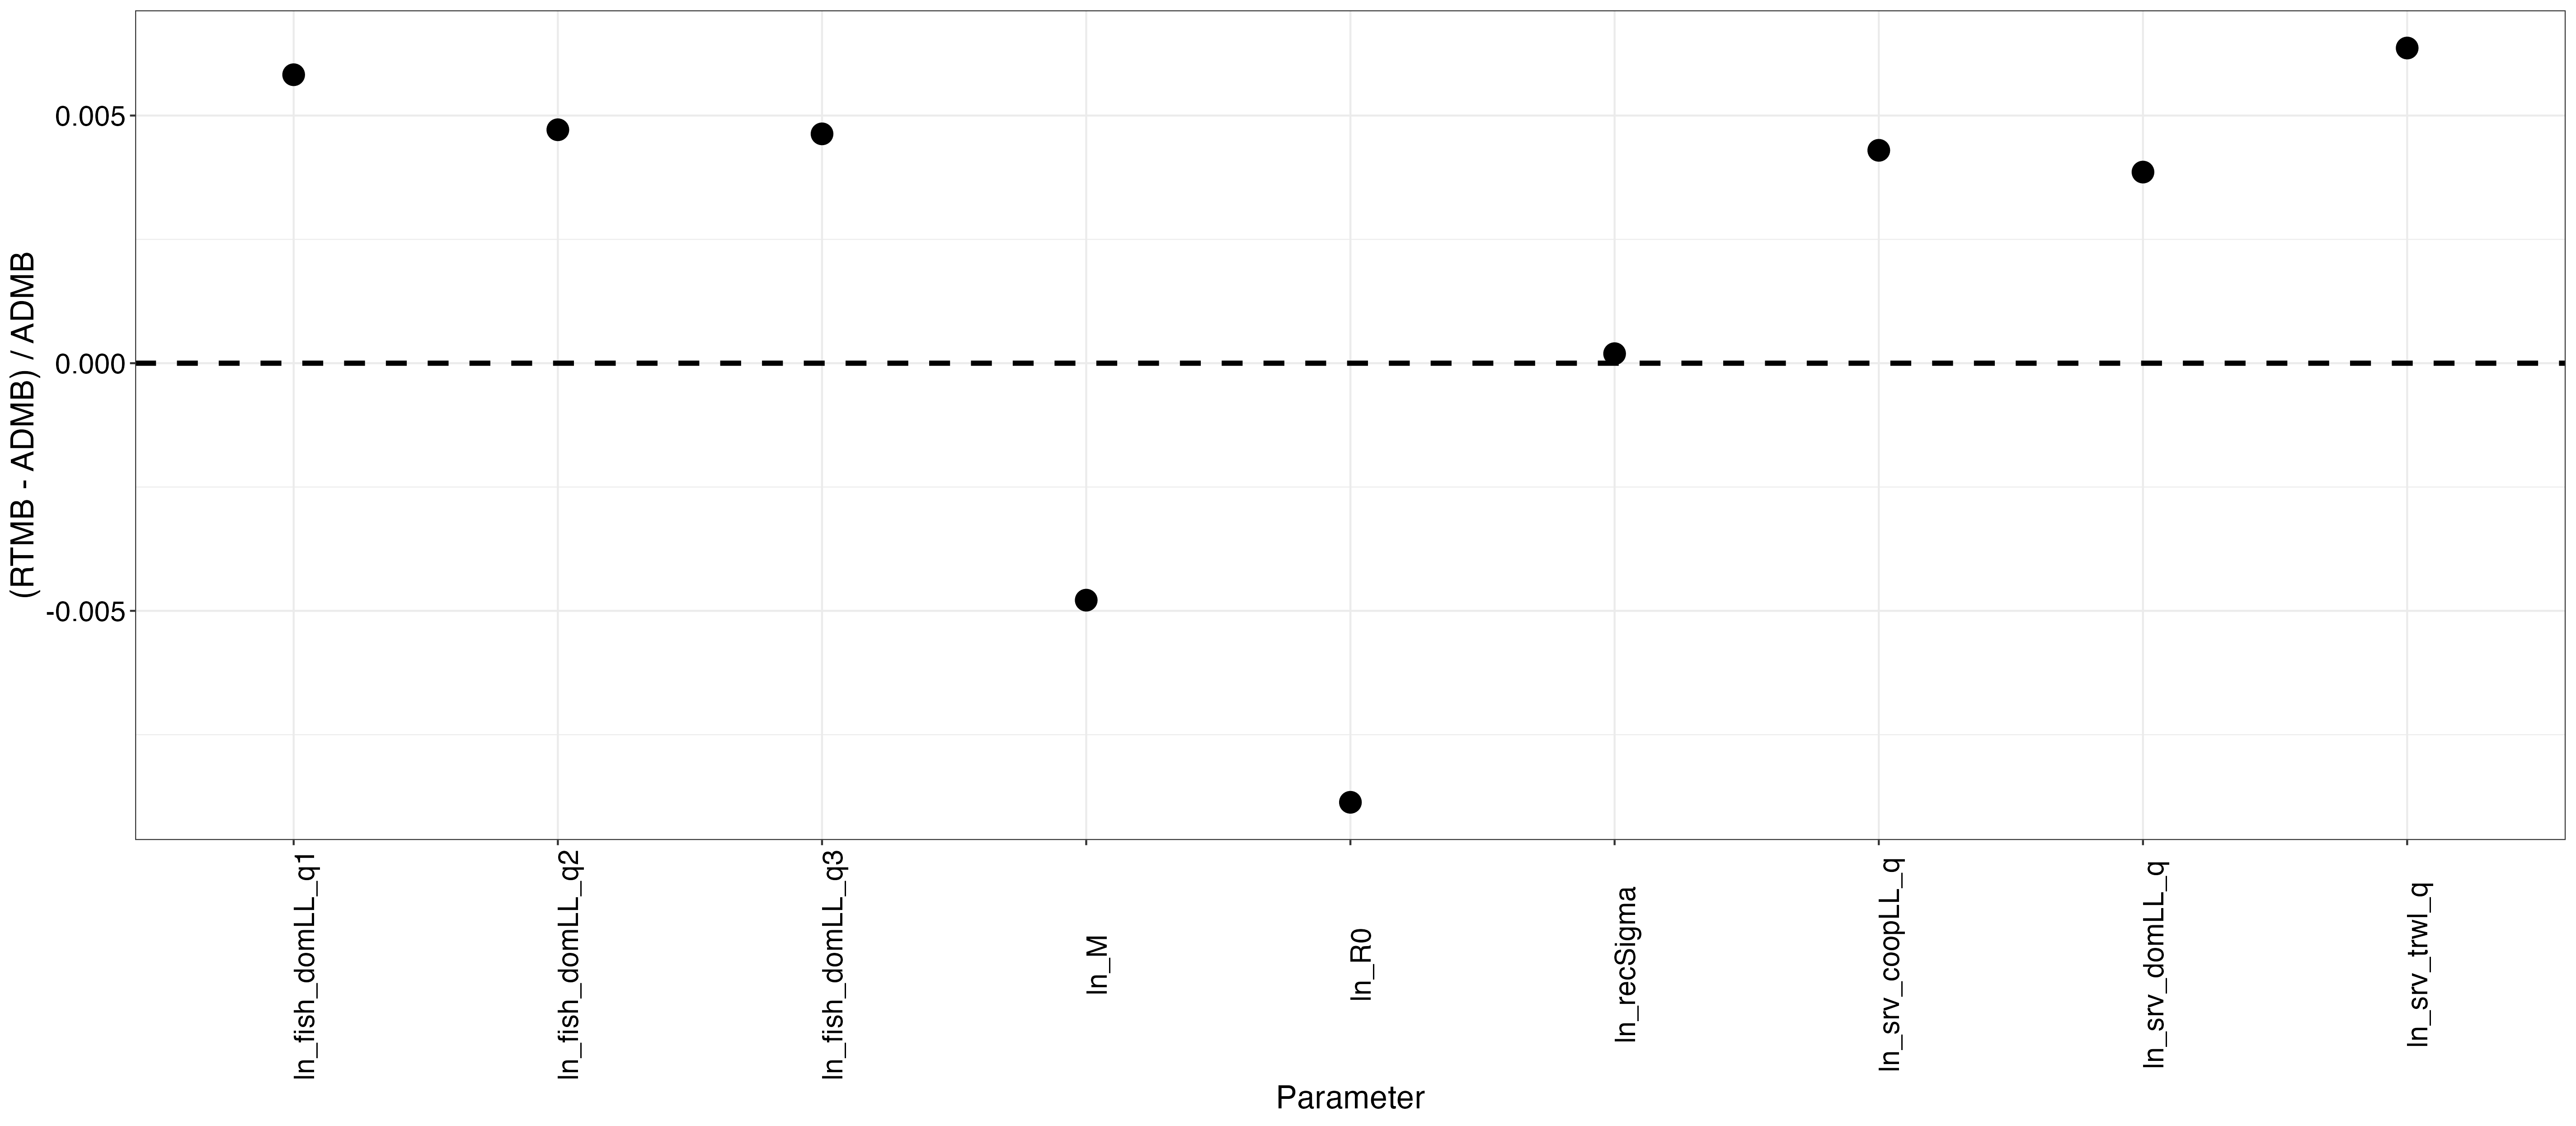 (RTMB - ADMB) / ADMB
0.005
0.000
-0.005
ln_fish_domLL_q1
ln_fish_domLL_q2
ln_fish_domLL_q3
ln_M
ln_R0
ln_recSigma
ln_srv_coopLL_q
ln_srv_domLL_q
ln_srv_trwl_q
Parameter